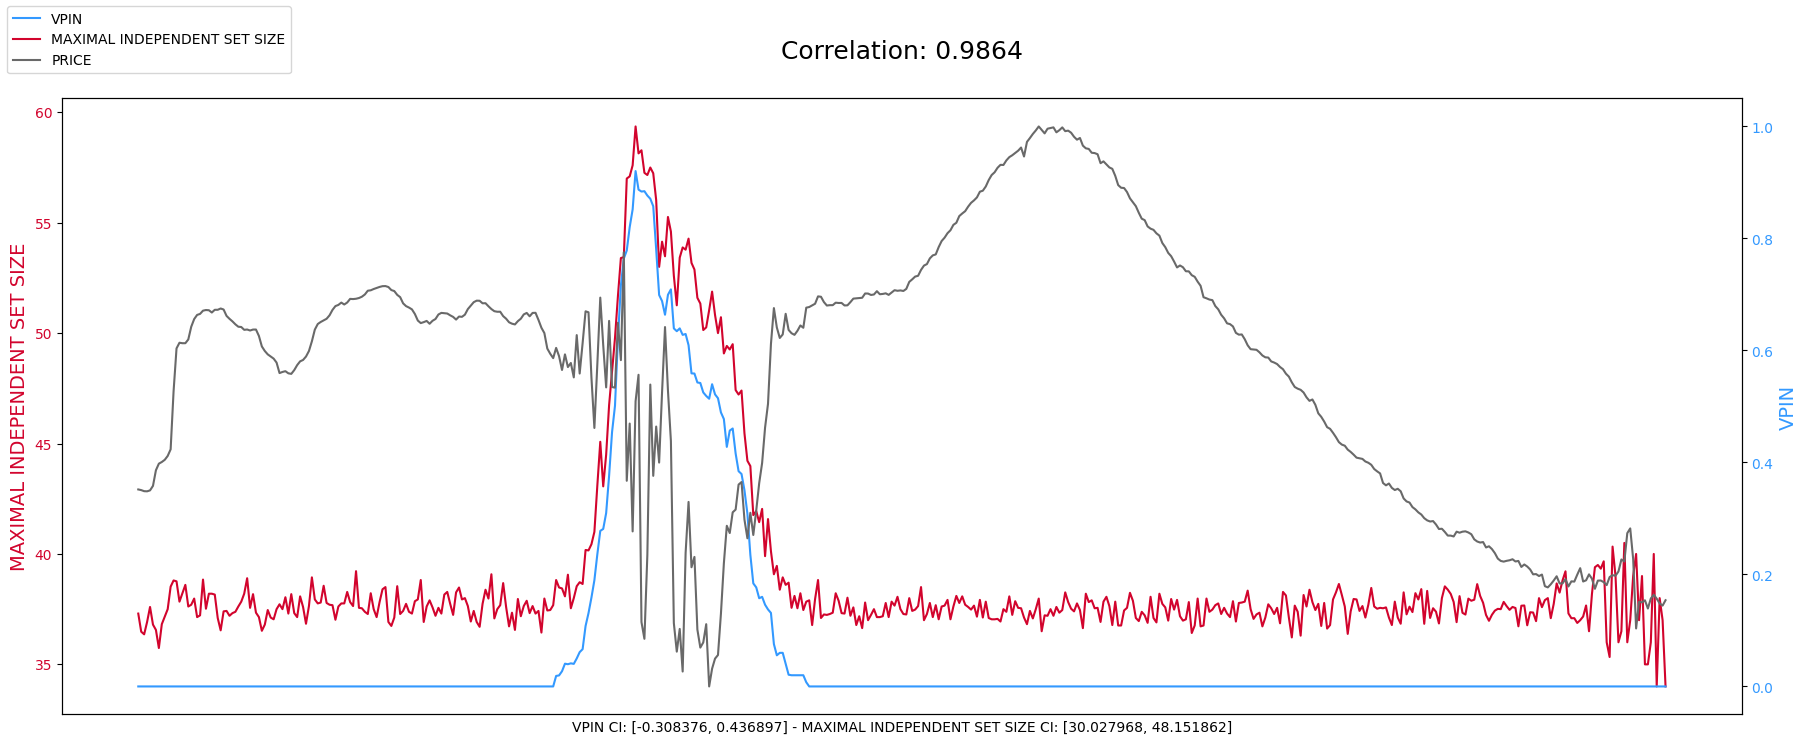 VPIN
MAXIMAL INDEPENDENT SET SIZE
PRICE
Correlation: 0.9864
MAXIMAL INDEPENDENT SET SIZE
60
55
50
45
40
35
1.0
0.8
0.6
0.4
0.2
0.0
VPIN
VPIN CI: [-0.308376, 0.436897] - MAXIMAL INDEPENDENT SET SIZE CI: [30.027968, 48.151862]